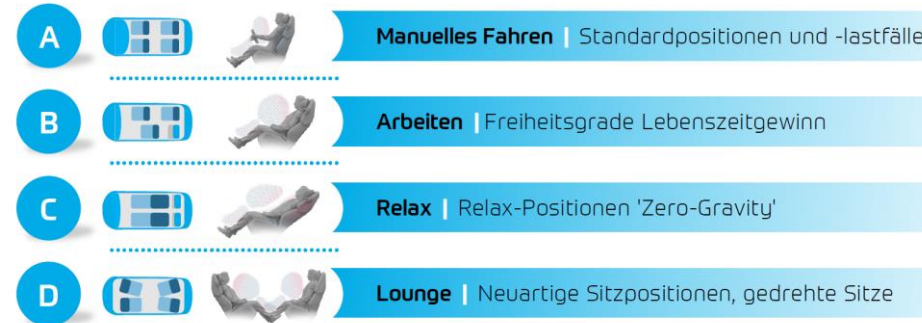 A
Manuelles Fahren | Standardpositionen und -lastfälle
B
Arbeiten | Freiheitsgrade Lebenszeitgewinn
C
Relax | Relax-Positionen 'Zero-Gravity'
D
Lounge | Neuartige Sitzpositionen, gedrehte Sitze